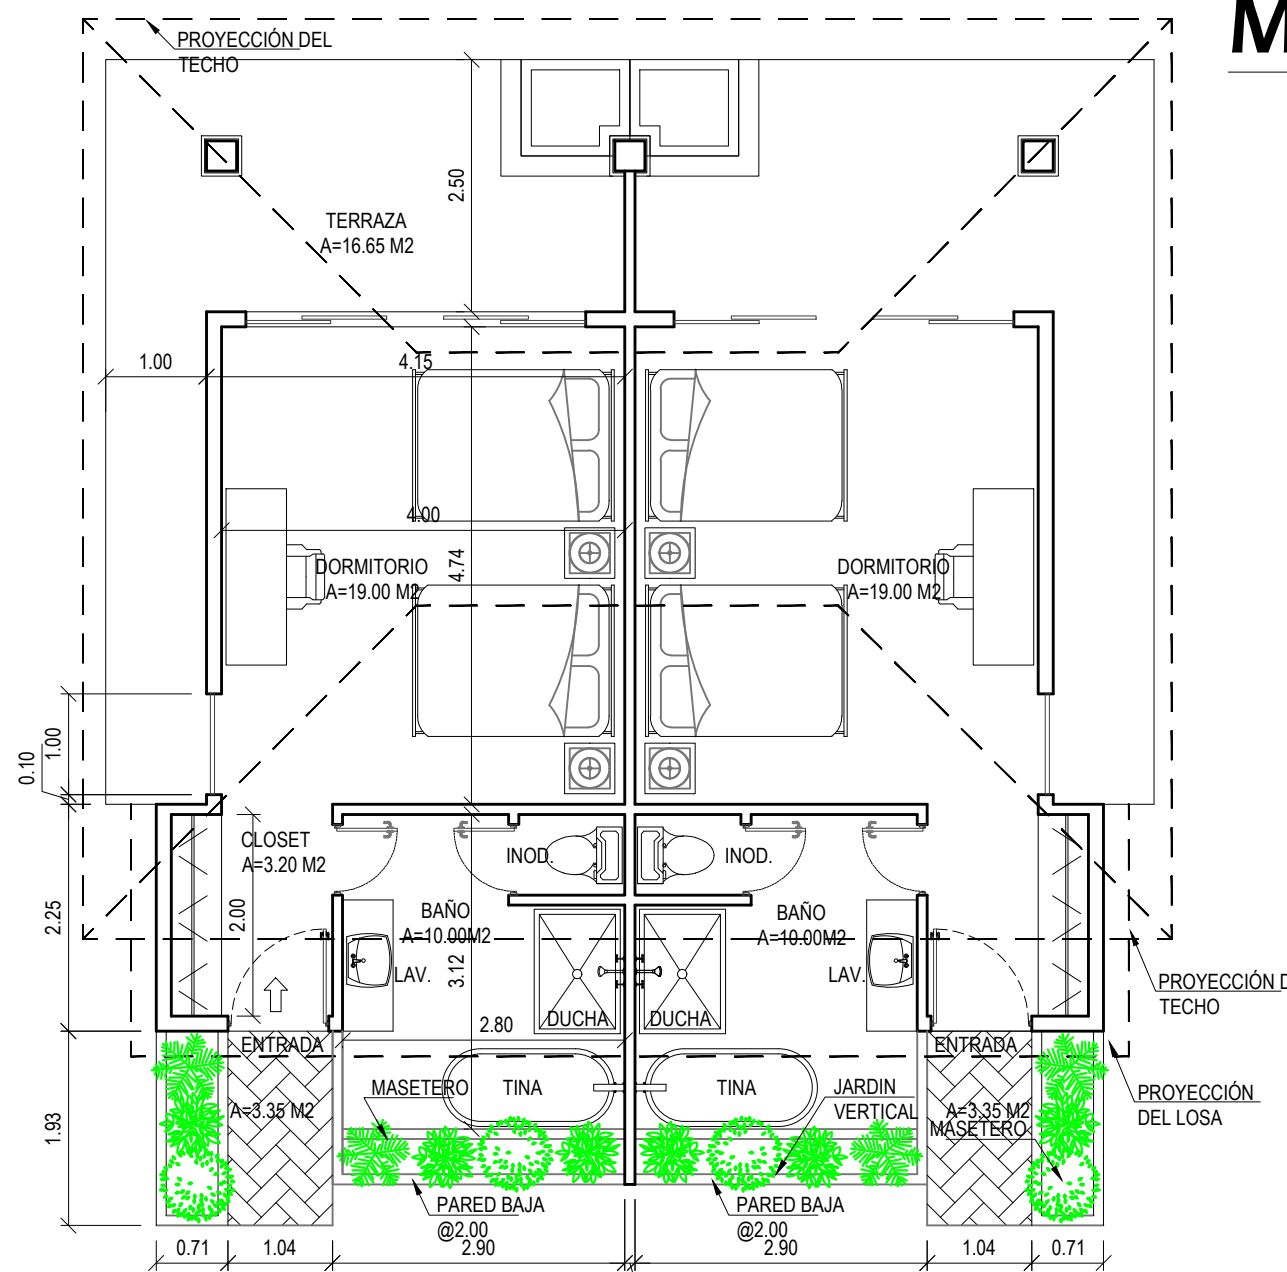 M
PROYECCIÓN DEL
TECHO
2.50
TERRAZA
A=16.65 M2
1.00
4.15
4.00
4.74
DORMITORIO
A=19.00 M2
DORMITORIO
A=19.00 M2
0.10
1.00
CLOSET
A=3.20 M2
INOD.
INOD.
2.25
2.00
BAÑO
A=10.00M2
BAÑO
A=10.00M2
3.12
LAV.
LAV.
PROYECCIÓN D
TECHO
DUCHA
DUCHA
2.80
ENTRADA
ENTRADA
MASETERO
TINA
TINA
JARDIN
VERTICAL
PROYECCIÓN
DEL LOSA
A=3.35 M2
A=3.35 M2
MASETERO
1.93
PARED BAJA
@2.00
PARED BAJA
@2.00
0.71
1.04
2.90
2.90
1.04
0.71